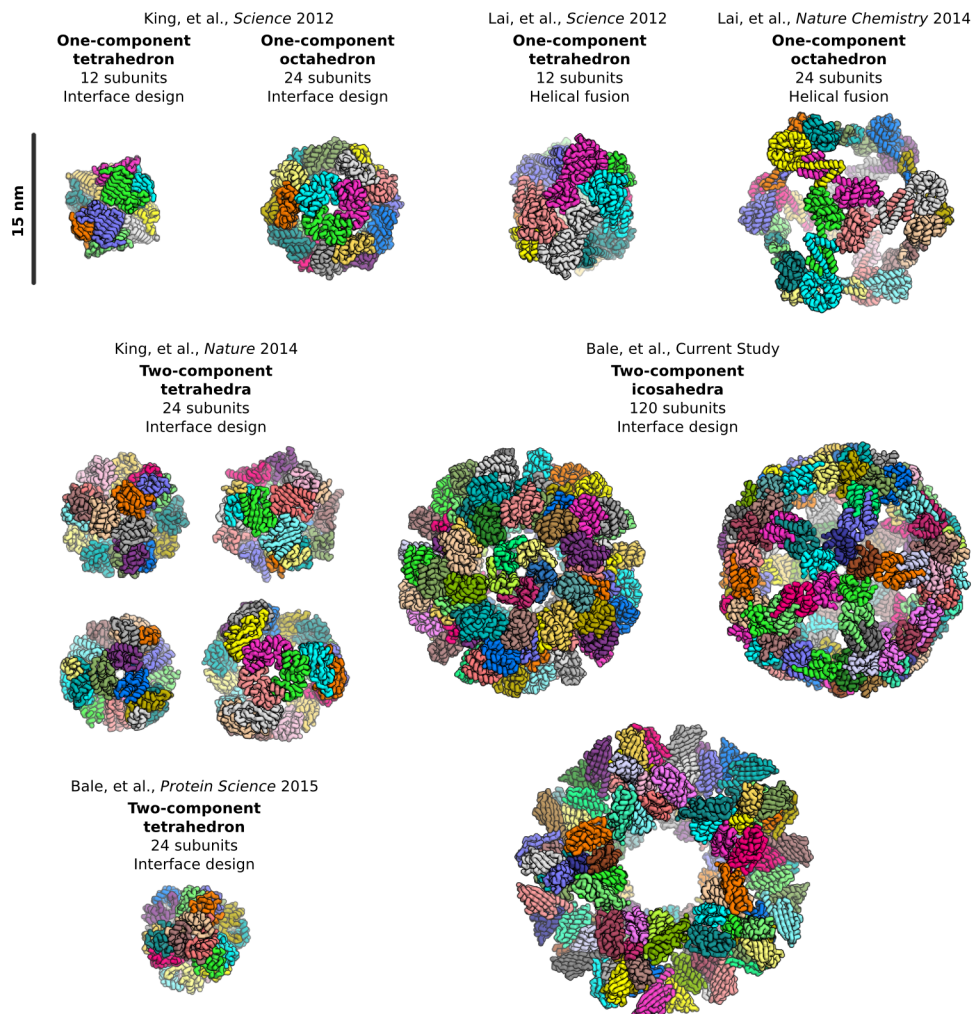 King, et al., Science 2012
One-component
tetrahedron
12 subunits
Interface design
One-component
octahedron
24 subunits
Interface design
Lai, et al., Science 2012
One-component
tetrahedron
12 subunits
Helical fusion
Lai, et al., Nature Chemistry 2014
One-component
octahedron
24 subunits
Helical fusion
15 nm
King, et al., Nature 2014
Two-component
tetrahedra
24 subunits
Interface design
Bale, et al., Current Study
Two-component
icosahedra
120 subunits
Interface design
Bale, et al., Protein Science 2015
Two-component
tetrahedron
24 subunits
Interface design